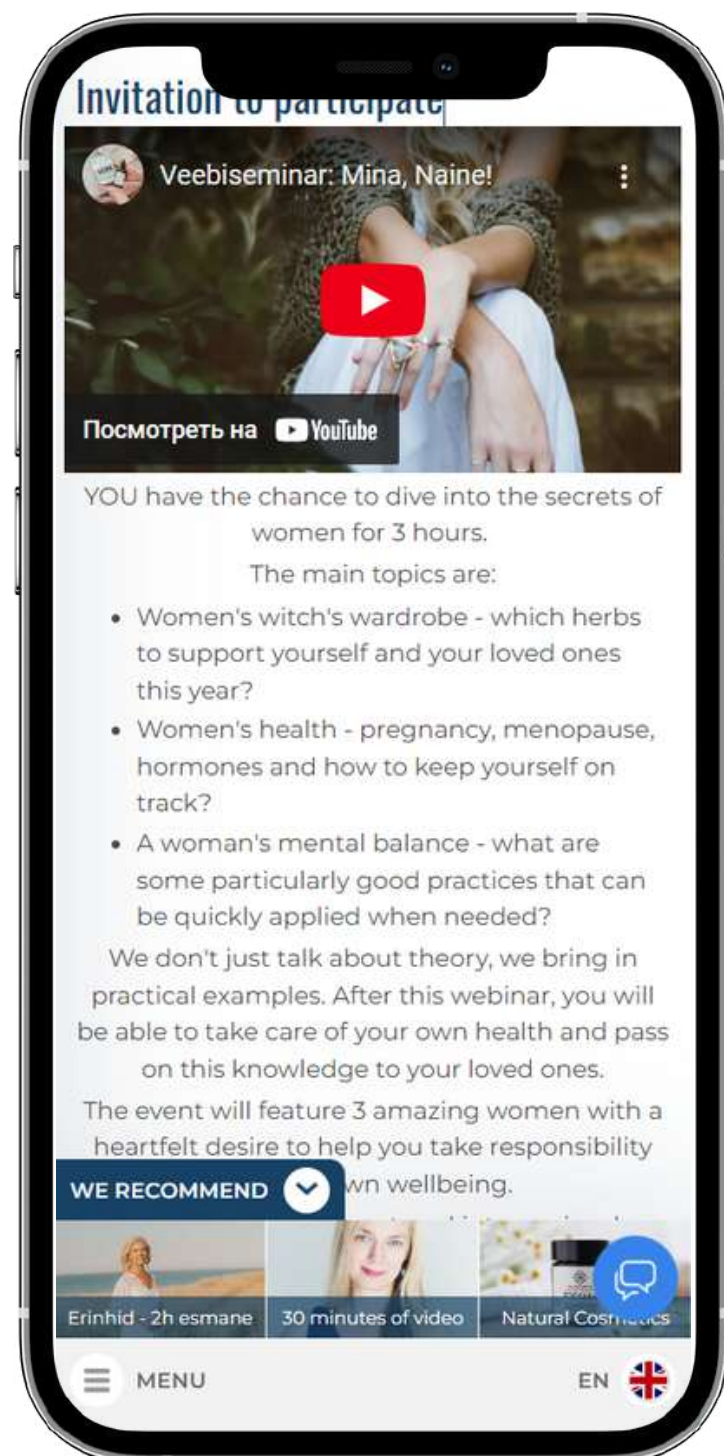 Invitation to participate
Veebiseminar: Mina, Naine!
Посмотреть на YouTube
YOU have the chance to dive into the secrets of
women for 3 hours.
The main topics are:
• Women's witch's wardrobe - which herbs
to support yourself and your loved ones
this year?
• Women's health - pregnancy, menopause,
hormones and how to keep yourself on
track?
• A woman's mental balance - what are
some particularly good practices that can
be quickly applied when needed?
We don't just talk about theory, we bring in
practical examples. After this webinar, you will
be able to take care of your own health and pass
on this knowledge to your loved ones.
The event will feature 3 amazing women with a
heartfelt desire to help you take responsibility
wn wellbeing.
WE RECOMMEND
Erinhid - 2h esmane
30 minutes of video
Natural Cosmetics
MENU
EN